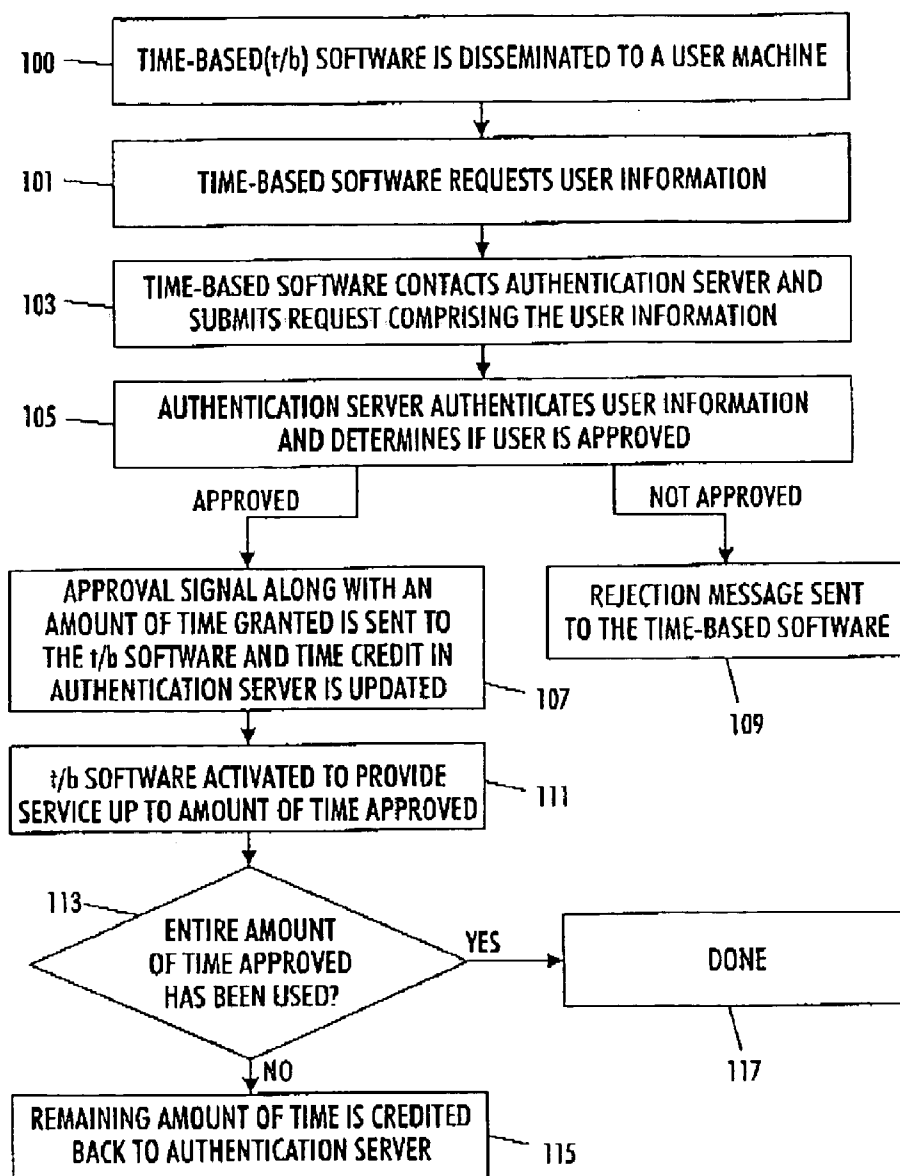 100
TIME-BASED(t/b) SOFTWARE IS DISSEMINATED TO A USER MACHINE
101
TIME-BASED SOFTWARE REQUESTS USER INFORMATION
103
TIME-BASED SOFTWARE CONTACTS AUTHENTICATION SERVER AND
SUBMITS REQUEST COMPRISING THE USER INFORMATION
105
AUTHENTICATION SERVER AUTHENTICATES USER INFORMATION
AND DETERMINES IF USER IS APPROVED
APPROVED
NOT APPROVED
APPROVAL SIGNAL ALONG WITH AN
AMOUNT OF TIME GRANTED IS SENT TO
THE t/b SOFTWARE AND TIME CREDIT IN
AUTHENTICATION SERVER IS UPDATED
107
REJECTION MESSAGE SENT
TO THE TIME-BASED SOFTWARE
109
t/b SOFTWARE ACTIVATED TO PROVIDE
SERVICE UP TO AMOUNT OF TIME APPROVED
111
113
ENTIRE AMOUNT
OF TIME APPROVED
HAS BEEN USED?
YES
DONE
117
NO
REMAINING AMOUNT OF TIME IS CREDITED
BACK TO AUTHENTICATION SERVER
115